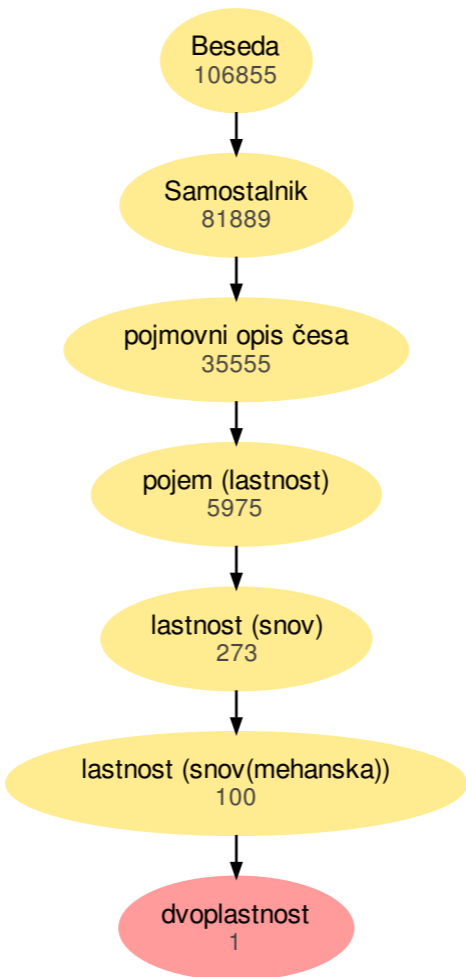 Beseda
106855
Samostalnik
81889
pojmovni opis česa
35555
pojem (lastnost)
5975
lastnost (snov)
273
lastnost (snov(mehanska))
100
dvoplastnost
1